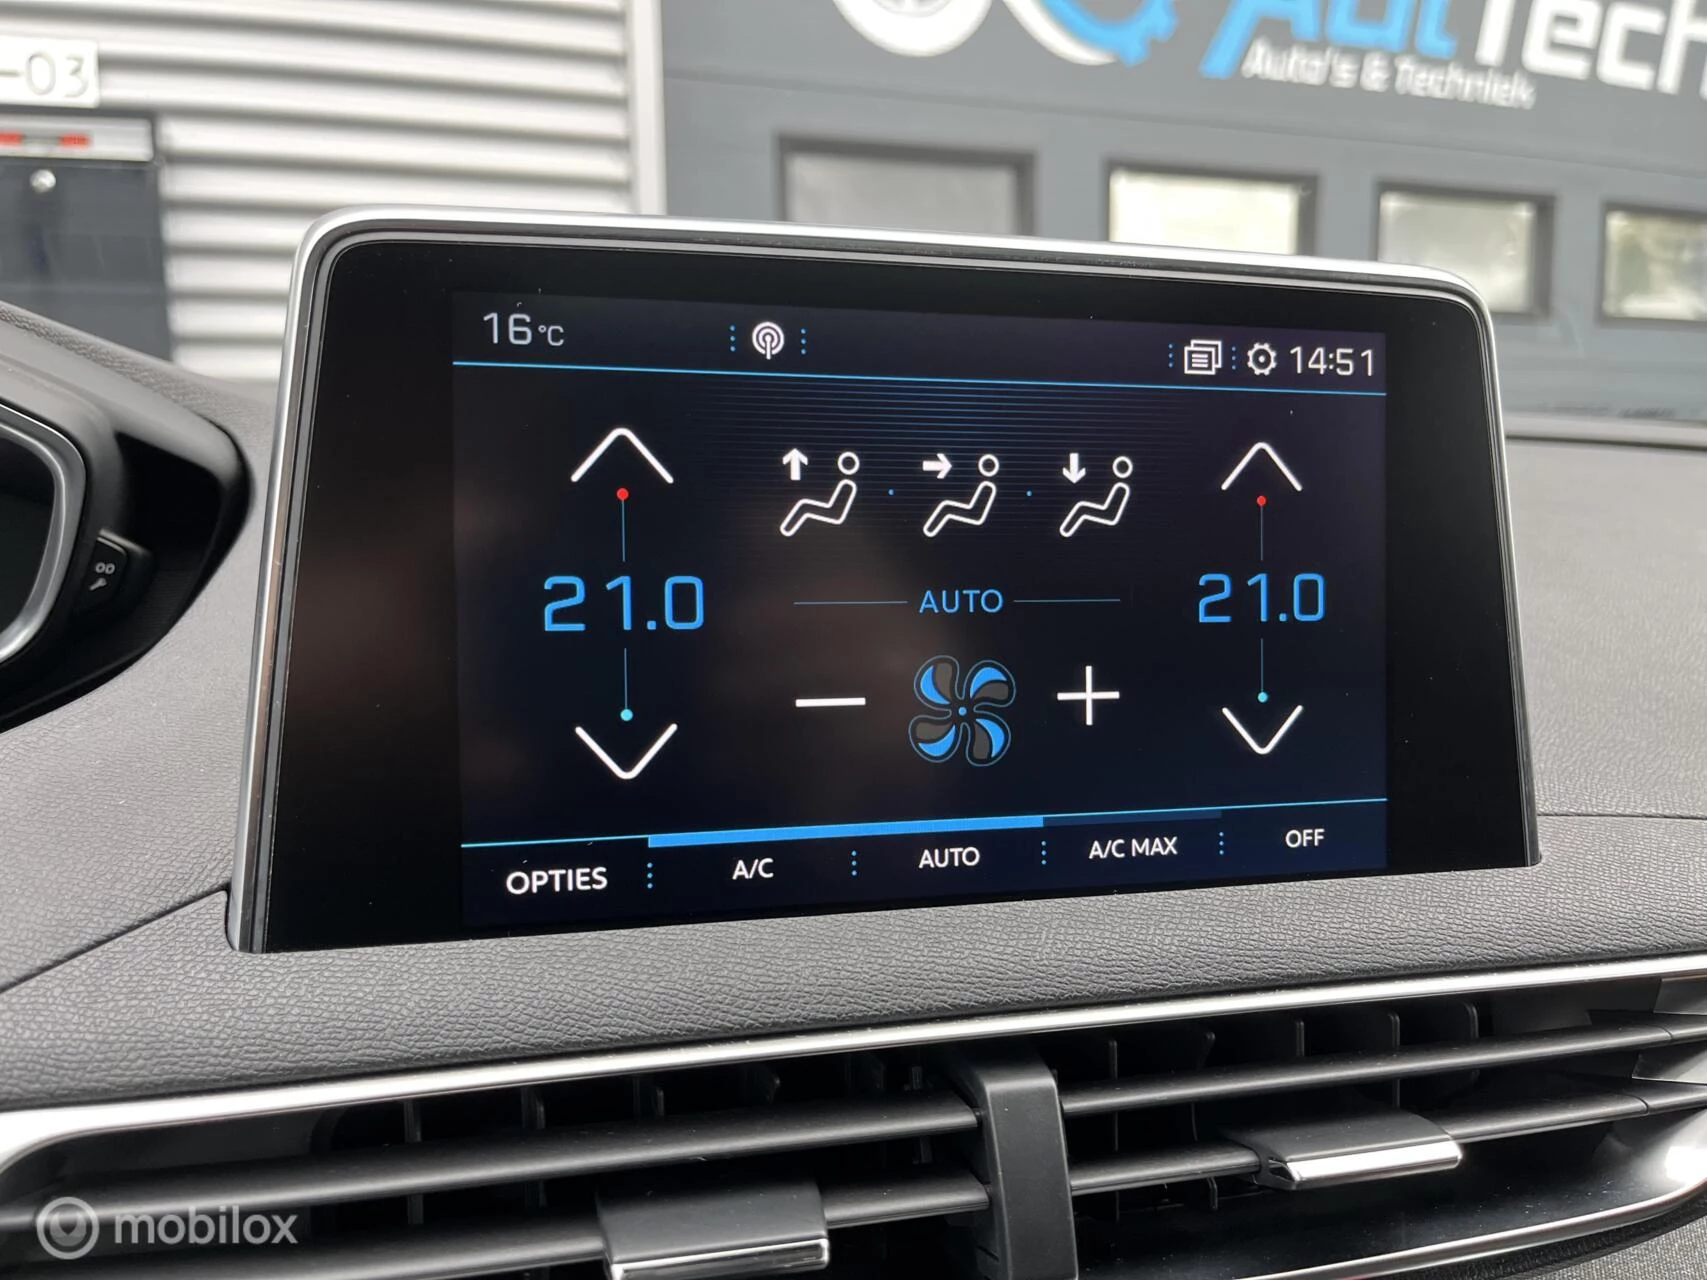 -03
Auto's & Techniek
16°C
14:51
21.0
AUTO
21.0
OPTIES
A/C
AUTO
A/C MAX
OFF
mobilox